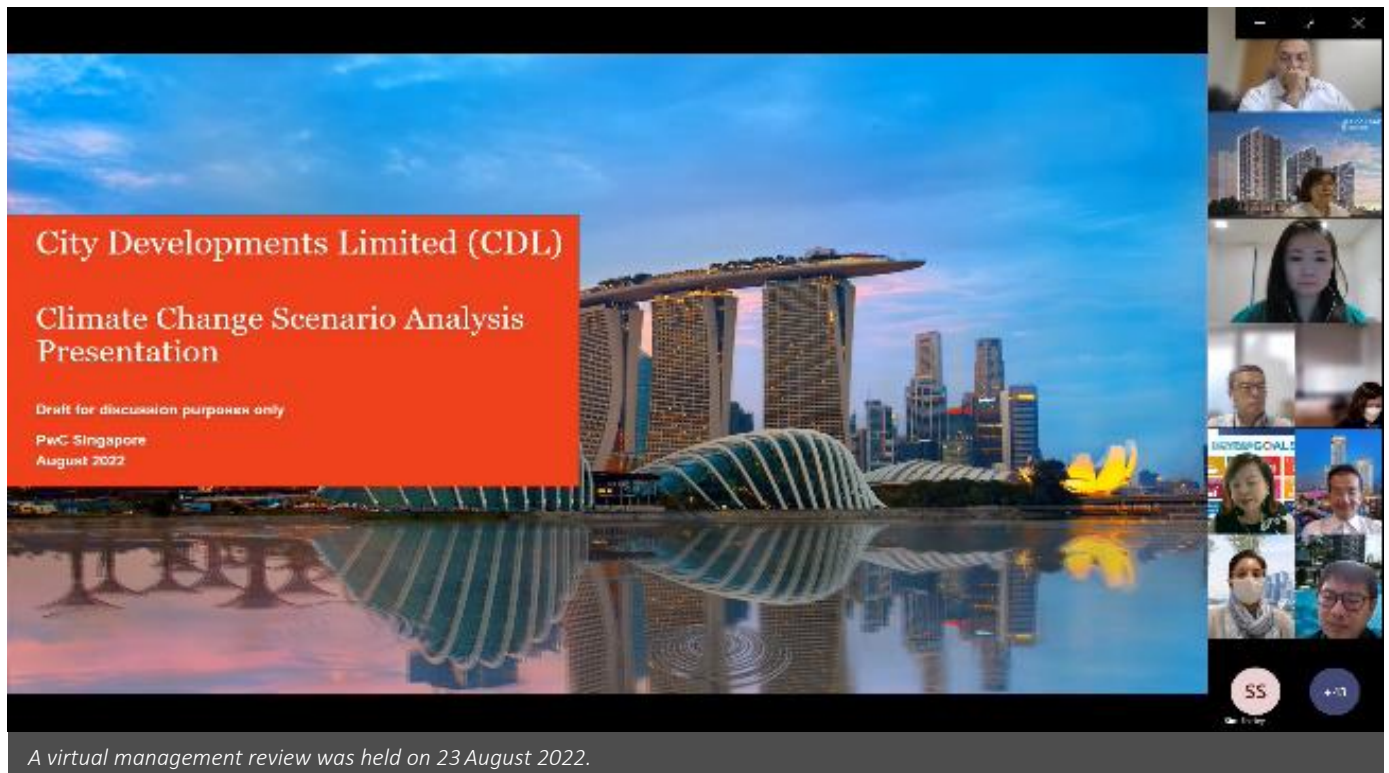 City Developments Limited (CDL)
Climate Change Scenario Analysis
Presentation
Draft for discussion purposes only
PwC Singapore
August 2022
GOALS
SS
A virtual management review was held on 23 August 2022.